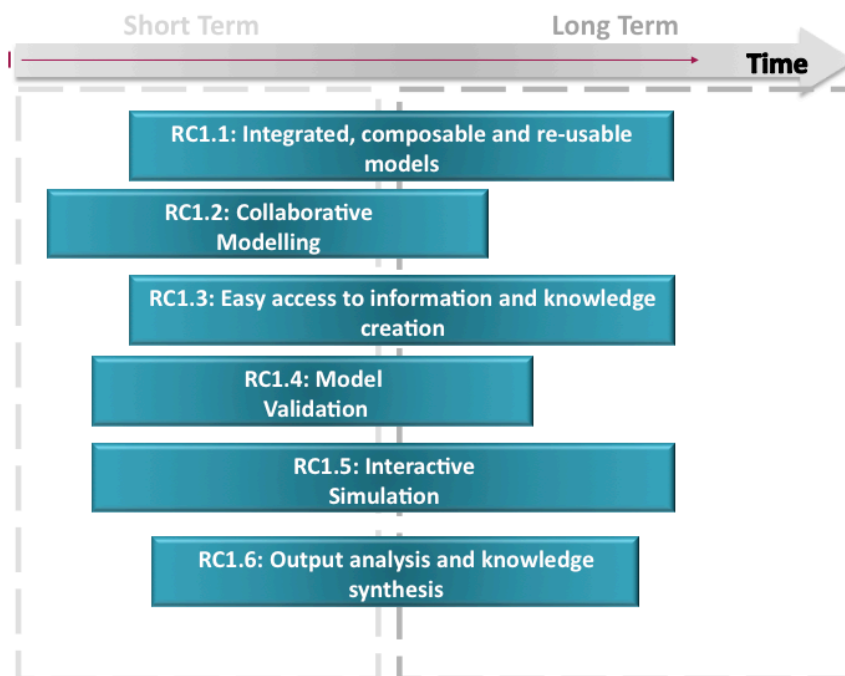 Short Term
Long Term
Time
RC1.1: Integrated, composable and re-usable
models
RC1.2: Collaborative
Modelling
RC1.3: Easy access to information and knowledge
creation
RC1.4: Model
Validation
RC1.5: Interactive
Simulation
RC1.6: Output analysis and knowledge
synthesis